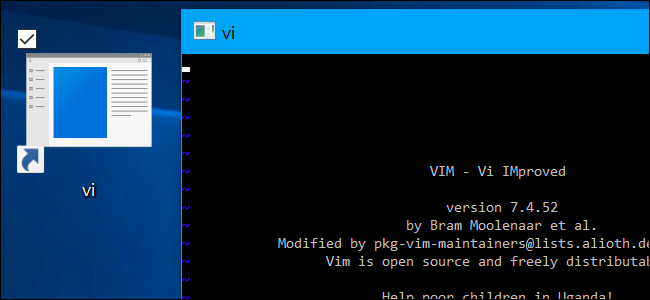 vi
vi
~
~
~
~
~
~ VIM - Vi IMproved
~
~ version 7.4.52
~ by Bram Moolenaar et al.
~ Modified by pkg-vim-maintainers@lists.alioth.de
~ Vim is open source and freely distributab
~
~ Help poor children in Uganda!